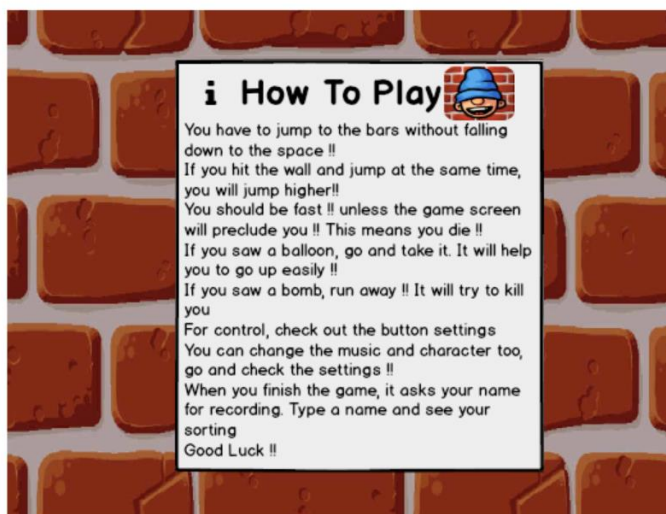 i How To Play
You have to jump to the bars without falling
down to the space !!
If you hit the wall and jump at the same time,
you will jump higher!!
You should be fast !! unless the game screen
will preclude you !! This means you die !!
If you saw a balloon, go and take it. It will help
you to go up easily !!
If you saw a bomb, run away !! It will try to kill
you
For control, check out the button settings
You can change the music and character too,
go and check the settings !!
When you finish the game, it asks your name
for recording. Type a name and see your
sorting
Good Luck !!